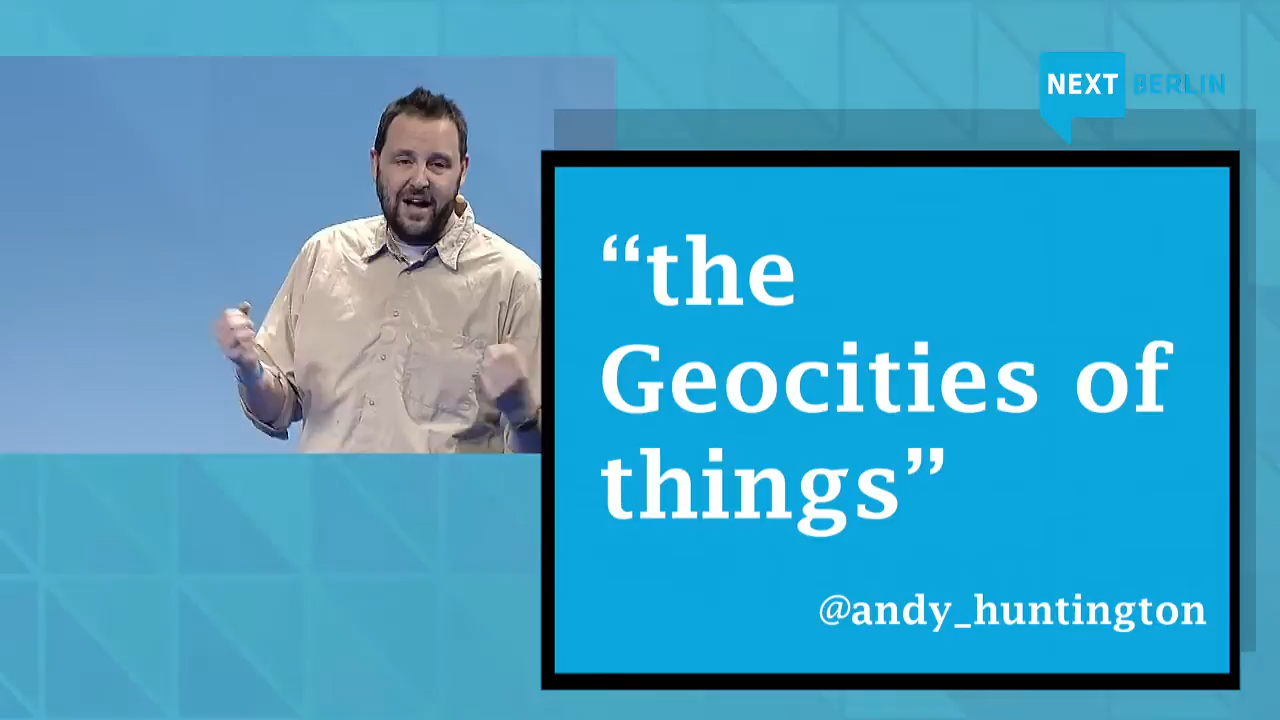 NEXT BERLIN
“the
Geocities of
things”
@andy_huntington